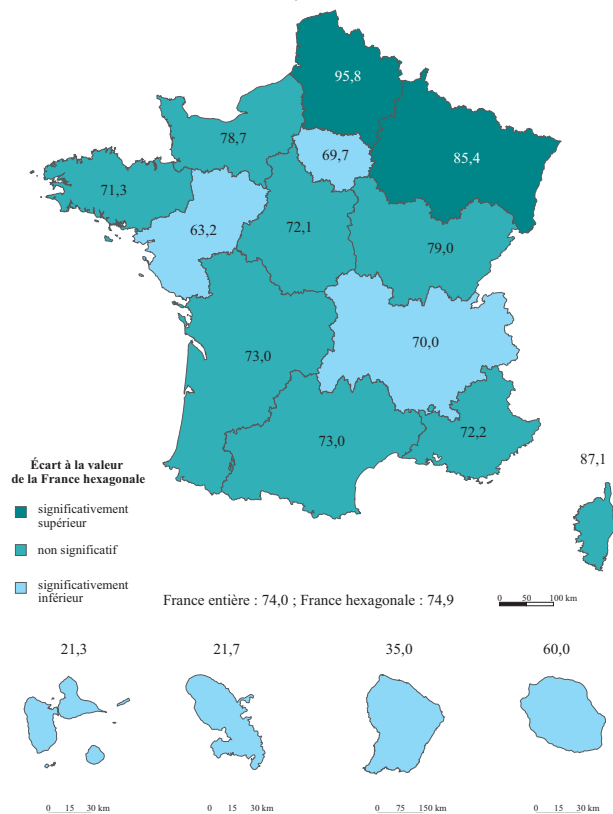 95,8
78,7
69,7
85,4
71,3
63,2
72,1
79,0
73,0
70,0
73,0
72,2
87,1
Écart à la valeur
de la France hexagonale
significativement
supérieur
non significatif
significativement
inférieur
France entière : 74,0 ; France hexagonale : 74,9
0 50 100 km
21,3
21,7
35,0
60,0
0 15 30 km
0 15 30 km
0 75 150 km
0 15 30 km